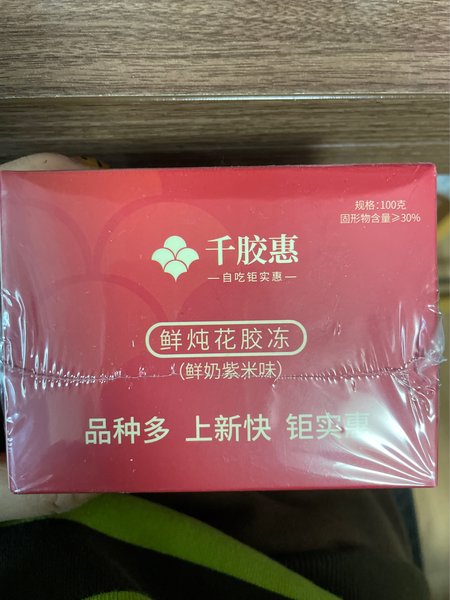 规格:100克
固形物含量≥30%
千胶惠
自吃钜实惠
鲜炖花胶冻
(鲜奶紫米味)
品种多 上新快 钜实惠